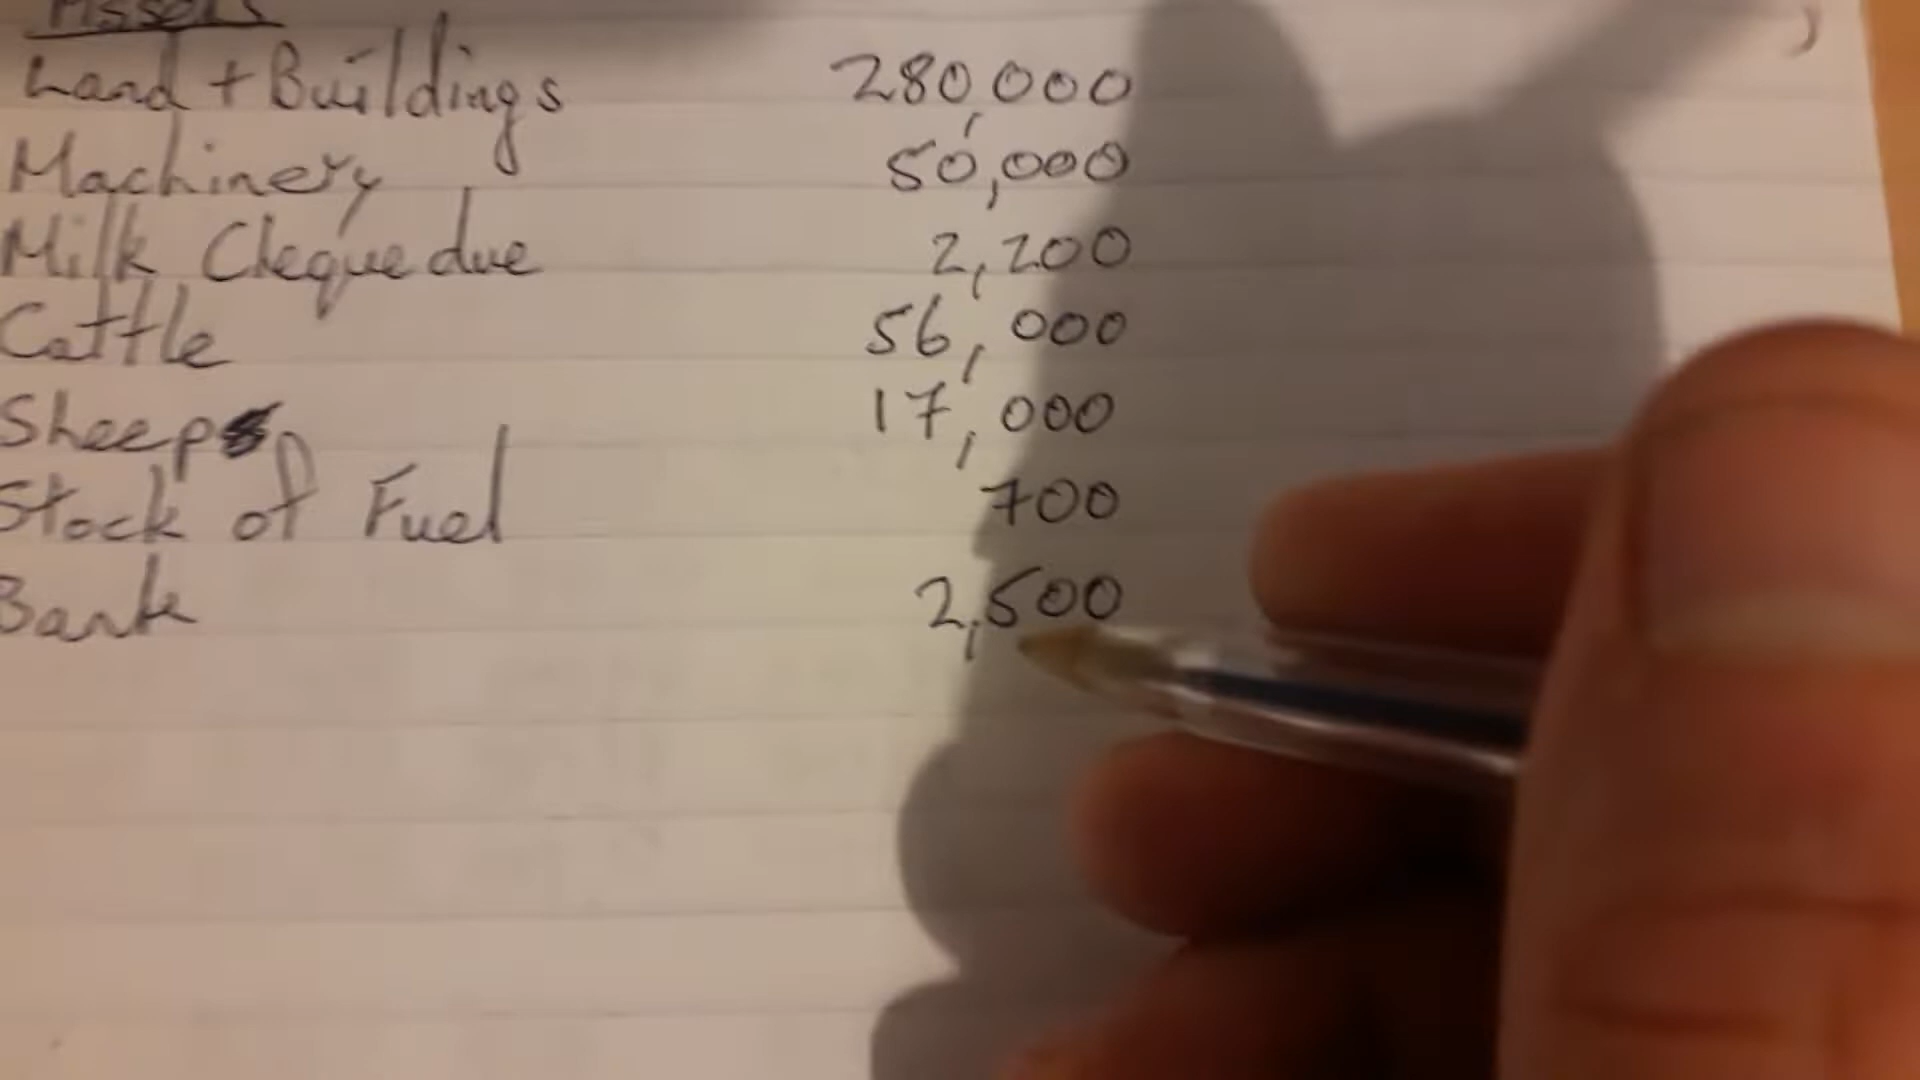 Assets
Land + Buildings 280,000
Machinery 50,000
Milk Cheque due 2,200
Cattle 56,000
Sheep 17,000
Stock of Fuel 700
Bank 2,500